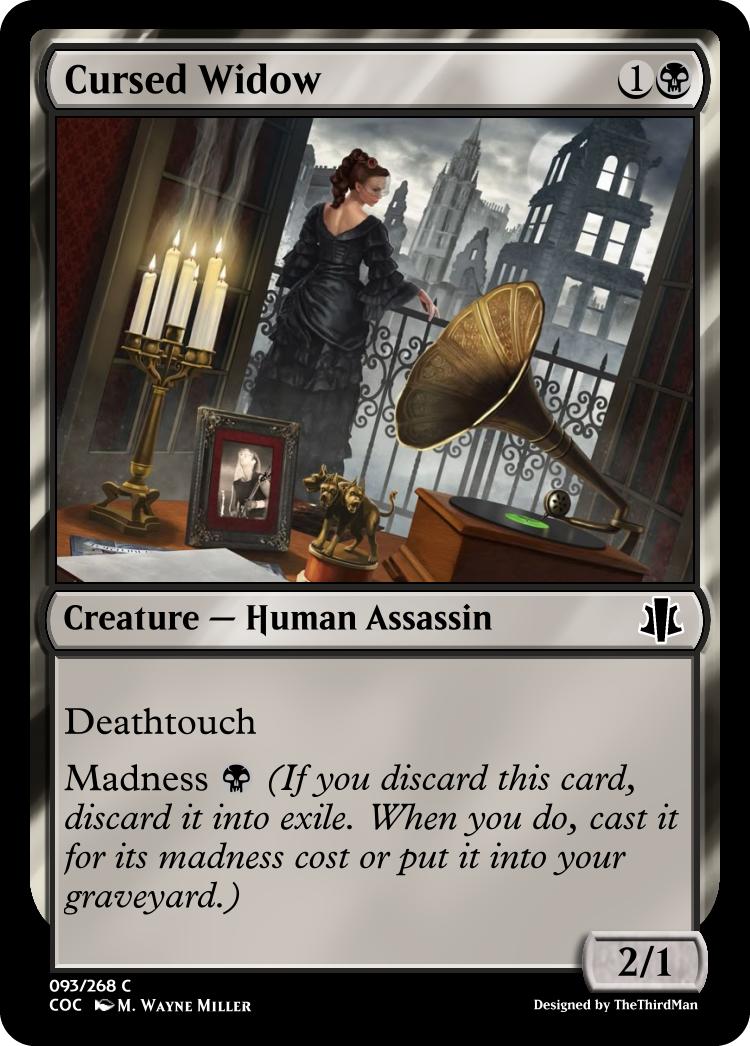 Cursed Widow 1
Creature — Human Assassin
Deathtouch
Madness (If you discard this card,
discard it into exile. When you do, cast it
for its madness cost or put it into your
graveyard.)
2/1
093/268 C
COC M. Wayne Miller
Designed by TheThirdMan